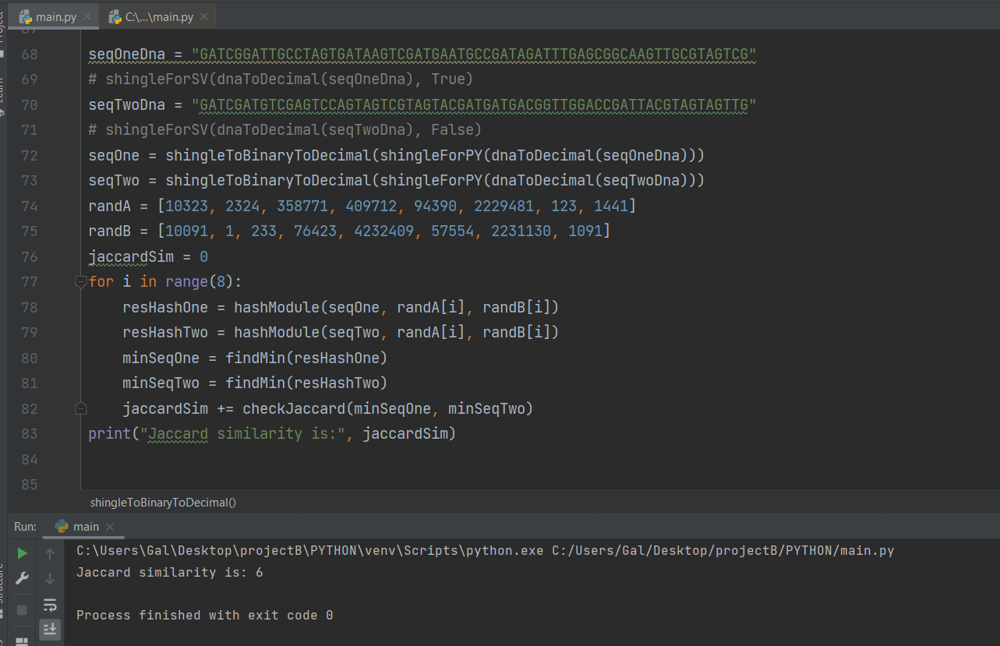 main.py C:\...\main.py
68 seqOneDna = "GATCGGATTGCCTAGTGATAAGTCGATGAATGCCGATAGATTTGAGCGGCAAGTTGCGTAGTCG"
69 # shingleForSV(dnaToDecimal(seqOneDna), True)
70 seqTwoDna = "GATCGATGTCGAGTCCAGTAGTCGTAGTACGATGATGACGGTTGGACCGATTACGTAGTAGTTG"
71 # shingleForSV(dnaToDecimal(seqTwoDna), False)
72 seqOne = shingleToBinaryToDecimal(shingleForPY(dnaToDecimal(seqOneDna)))
73 seqTwo = shingleToBinaryToDecimal(shingleForPY(dnaToDecimal(seqTwoDna)))
74 randA = [10323, 2324, 358771, 409712, 94390, 2229481, 123, 1441]
75 randB = [10091, 1, 233, 76423, 4232409, 57554, 2231130, 1091]
76 jaccardSim = 0
77 for i in range(8):
78 resHashOne = hashModule(seqOne, randA[i], randB[i])
79 resHashTwo = hashModule(seqTwo, randA[i], randB[i])
80 minSeqOne = findMin(resHashOne)
81 minSeqTwo = findMin(resHashTwo)
82 jaccardSim += checkJaccard(minSeqOne, minSeqTwo)
83 print("Jaccard similarity is:", jaccardSim)
84
85
shingleToBinaryToDecimal()
Run: main
C:\Users\Gal\Desktop\projectB\PYTHON\venv\Scripts\python.exe C:/Users/Gal/Desktop/projectB/PYTHON/main.py
Jaccard similarity is: 6
Process finished with exit code 0